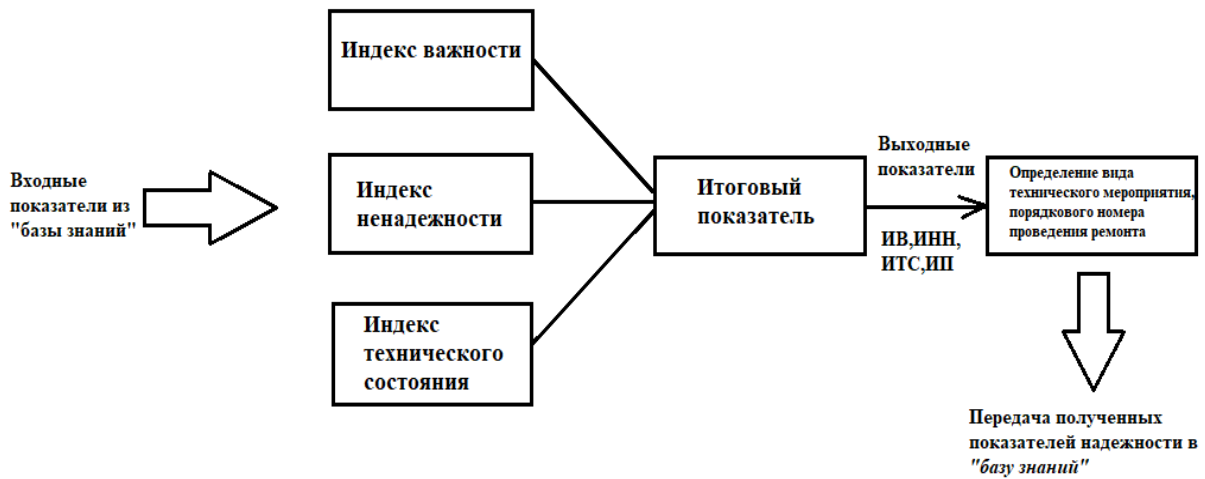 Входные
показатели из
"базы знаний"
Индекс важности
Индекс
ненадежности
Индекс
технического
состояния
Итоговый
показатель
Выходные
показатели
ИВ,ИНН,
ИТС,ИП
Определение вида
технического мероприятия,
порядкового номера
проведения ремонта
Передача полученных
показателей надежности в
"базу знаний"